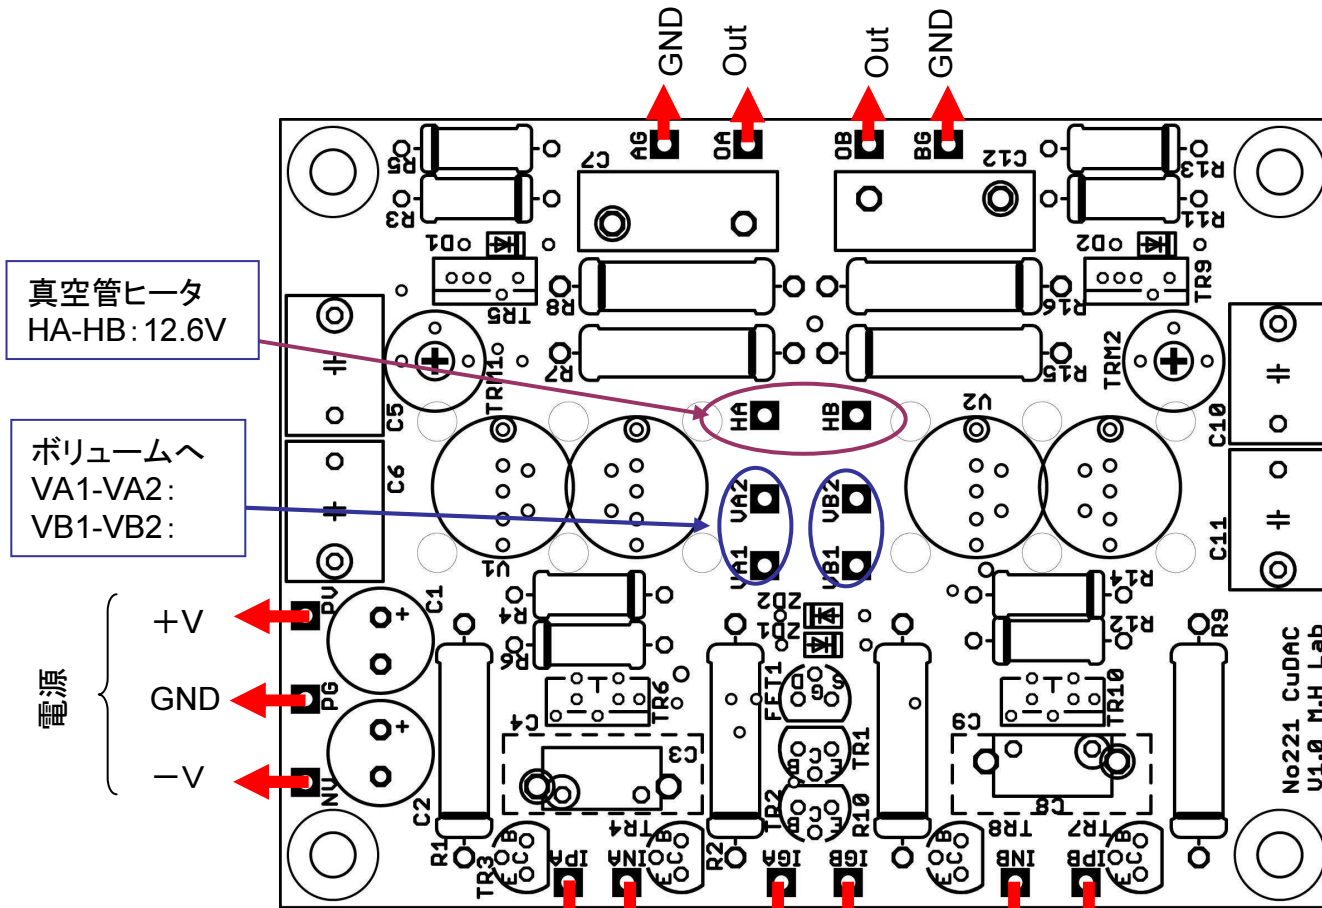 GND
Out
Out
GND
AG
OA
OB
BG
R5
C7
C12
R13
R3
R11
D1
D2
TR5
TR9
R8
R16
真空管ヒータ
HA-HB：12.6V
R7
R15
TRM1
TRM2
C5
HA
HB
V2
C10
ボリュームへ
VA1-VA2：
VB1-VB2：
C6
VA2
VB2
V1
VA1
VB1
C11
電源
＋V
GND
－V
PV
PG
NV
+
C1
+
C2
R4
R6
ZD2
ZD1
R14
R12
R9
FET1
D
G
S
TR6
TR10
C4
C3
C9
C8
TR1
E
C
B
TR2
R10
E
C
B
R1
R2
TR3
B
C
E
TR4
B
C
E
TR8
B
C
E
TR7
B
C
E
IPA
INA
IGA
IGB
INB
IPB
No221 CuDAC
V1.0 M.H Lab